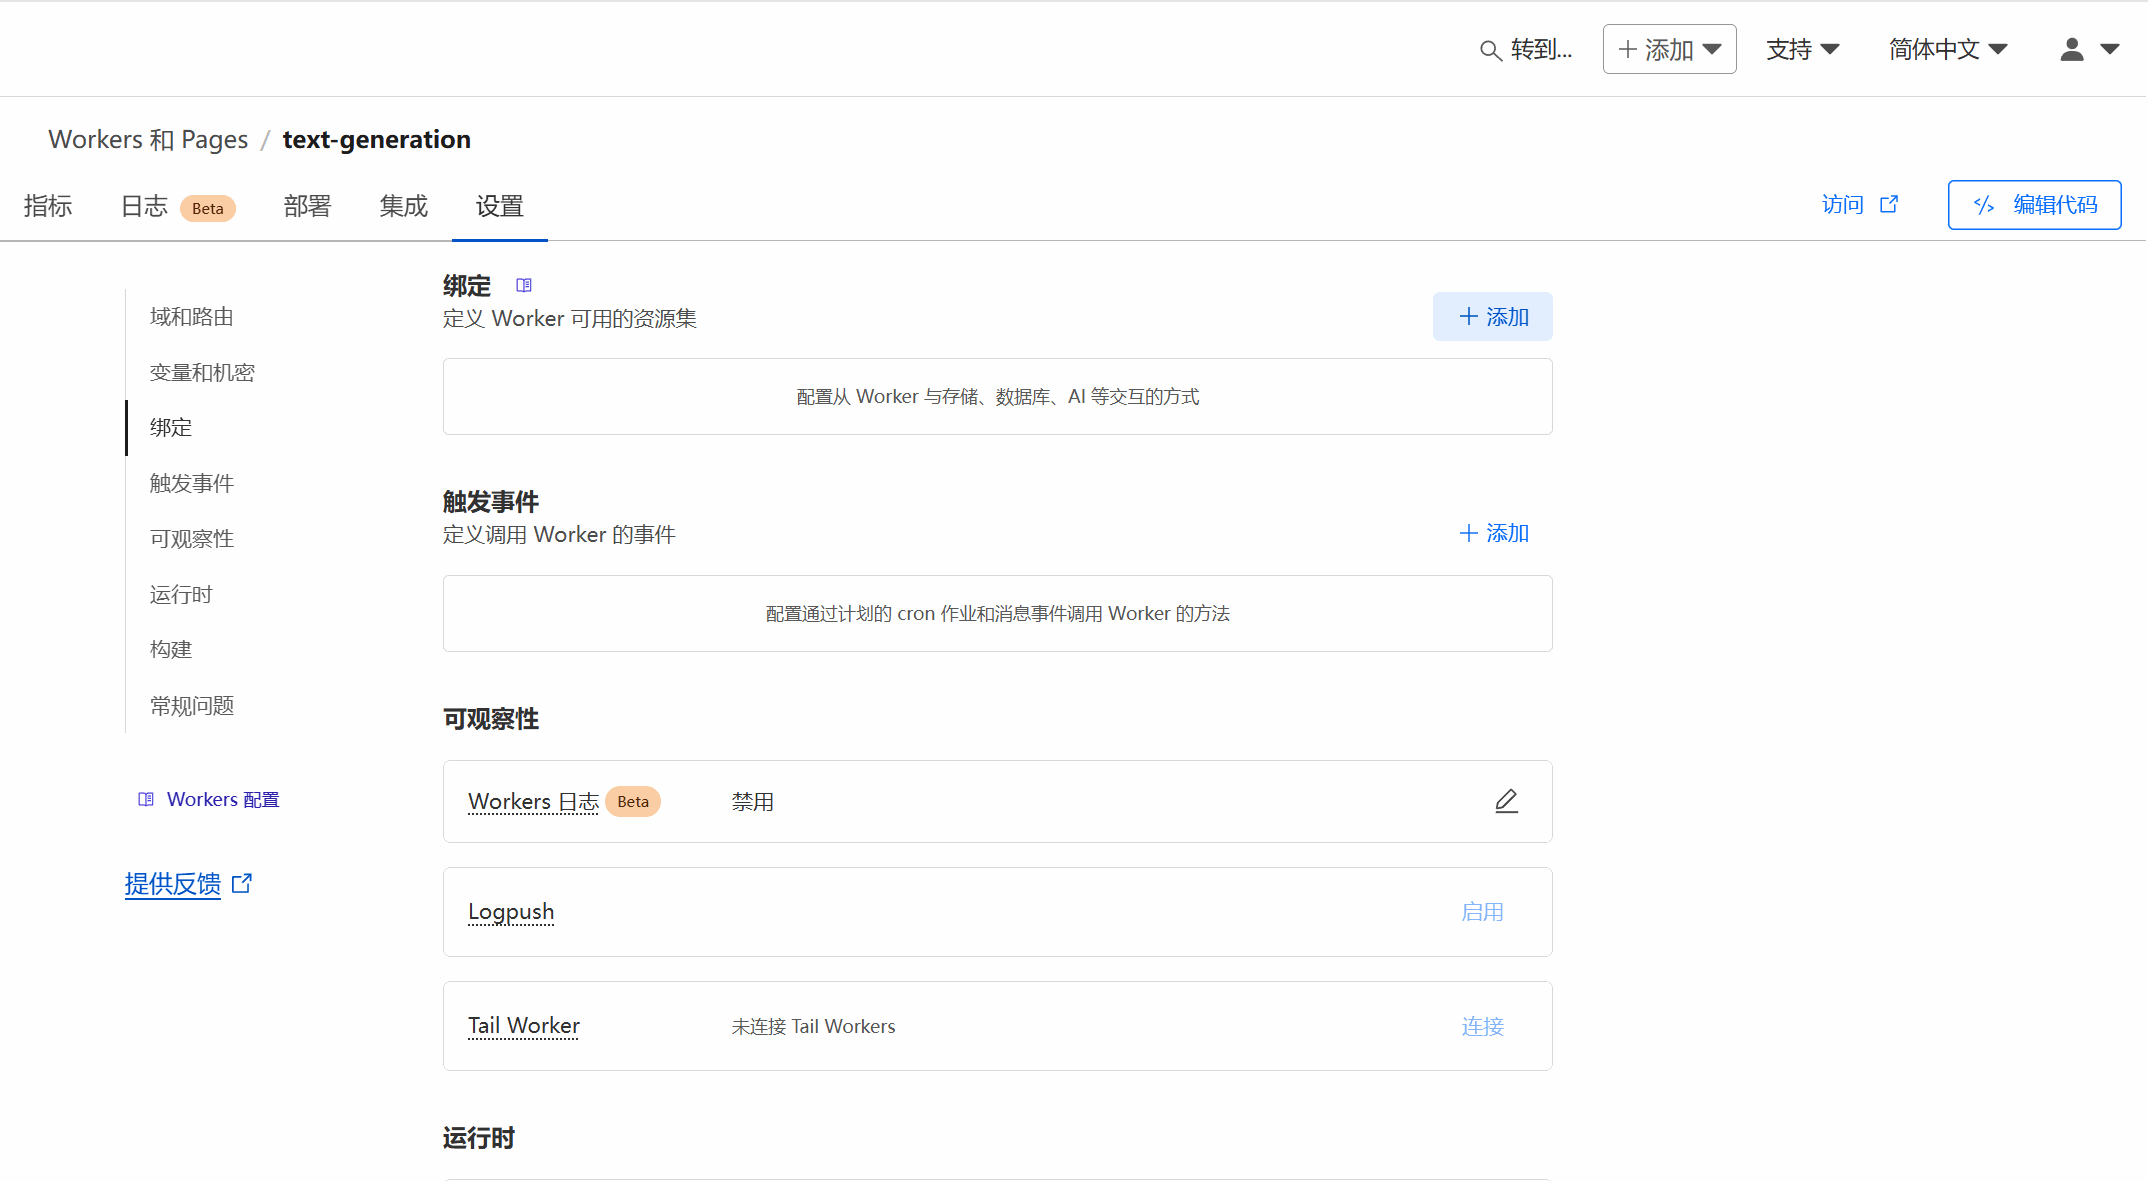 转到...
添加
支持
简体中文
Workers 和 Pages / text-generation
指标
日志 Beta
部署
集成
设置
访问
编辑代码
域和路由
变量和机密
绑定
触发事件
可观察性
运行时
构建
常规问题
Workers 配置
提供反馈
绑定
定义 Worker 可用的资源集
添加
配置从 Worker 与存储、数据库、AI 等交互的方式
触发事件
定义调用 Worker 的事件
添加
配置通过计划的 cron 作业和消息事件调用 Worker 的方法
可观察性
Workers 日志 Beta 禁用
Logpush 启用
Tail Worker 未连接 Tail Workers 连接
运行时